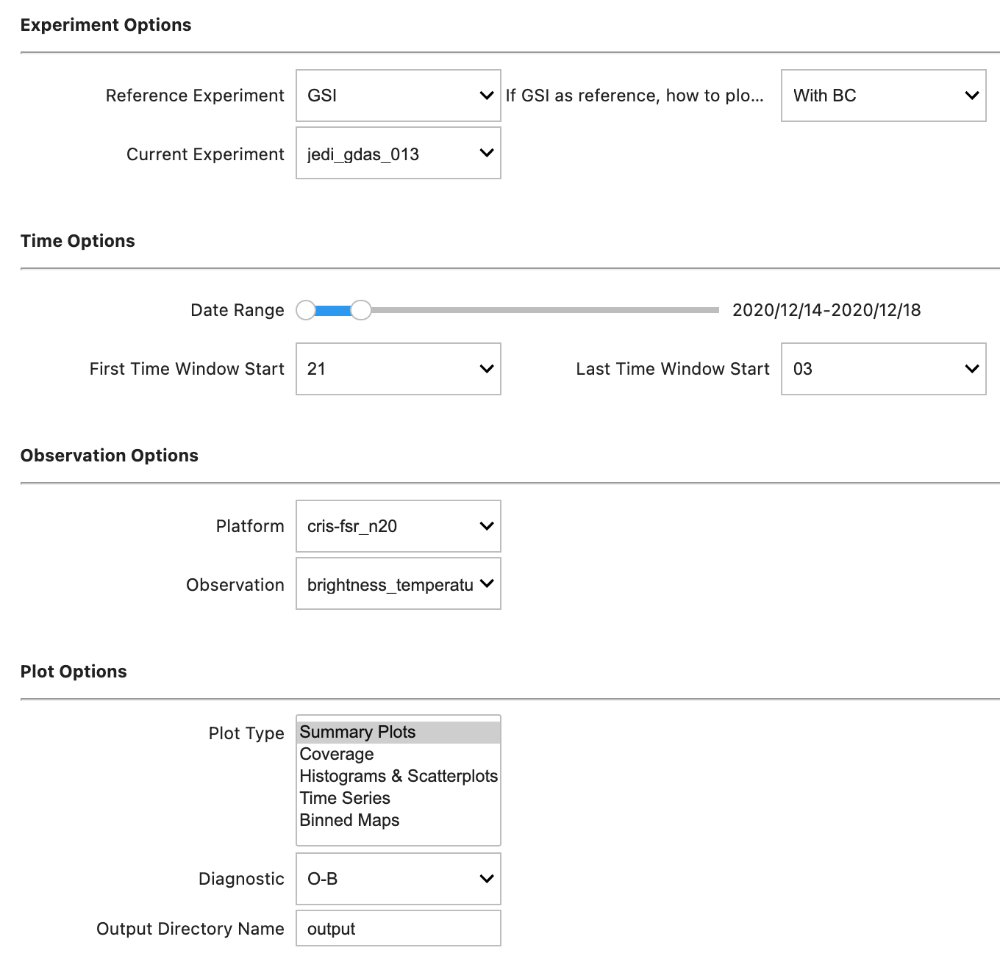 Experiment Options
Reference Experiment GSI If GSI as reference, how to plo... With BC
Current Experiment jedi_gdas_013
Time Options
Date Range 2020/12/14-2020/12/18
First Time Window Start 21 Last Time Window Start 03
Observation Options
Platform cris-fsr_n20
Observation brightness_temperatu
Plot Options
Plot Type Summary Plots
Coverage
Histograms & Scatterplots
Time Series
Binned Maps
Diagnostic O-B
Output Directory Name output